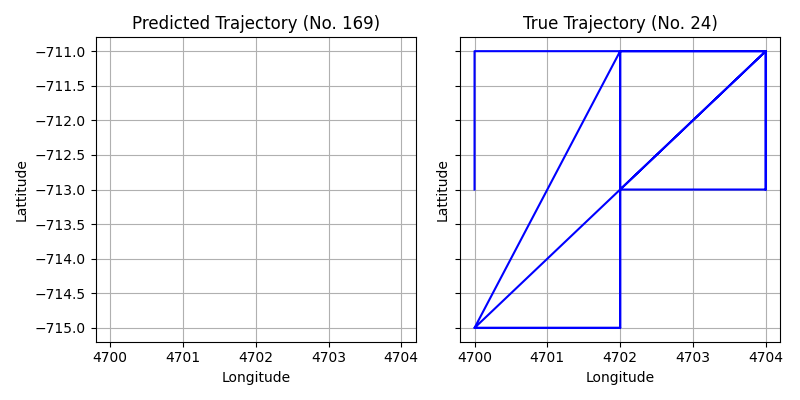 Predicted Trajectory (No. 169)
True Trajectory (No. 24)
−711.0
−711.5
−712.0
−712.5
−713.0
−713.5
−714.0
−714.5
−715.0
Lattitude
Lattitude
4700 4701 4702 4703 4704
4700 4701 4702 4703 4704
Longitude
Longitude